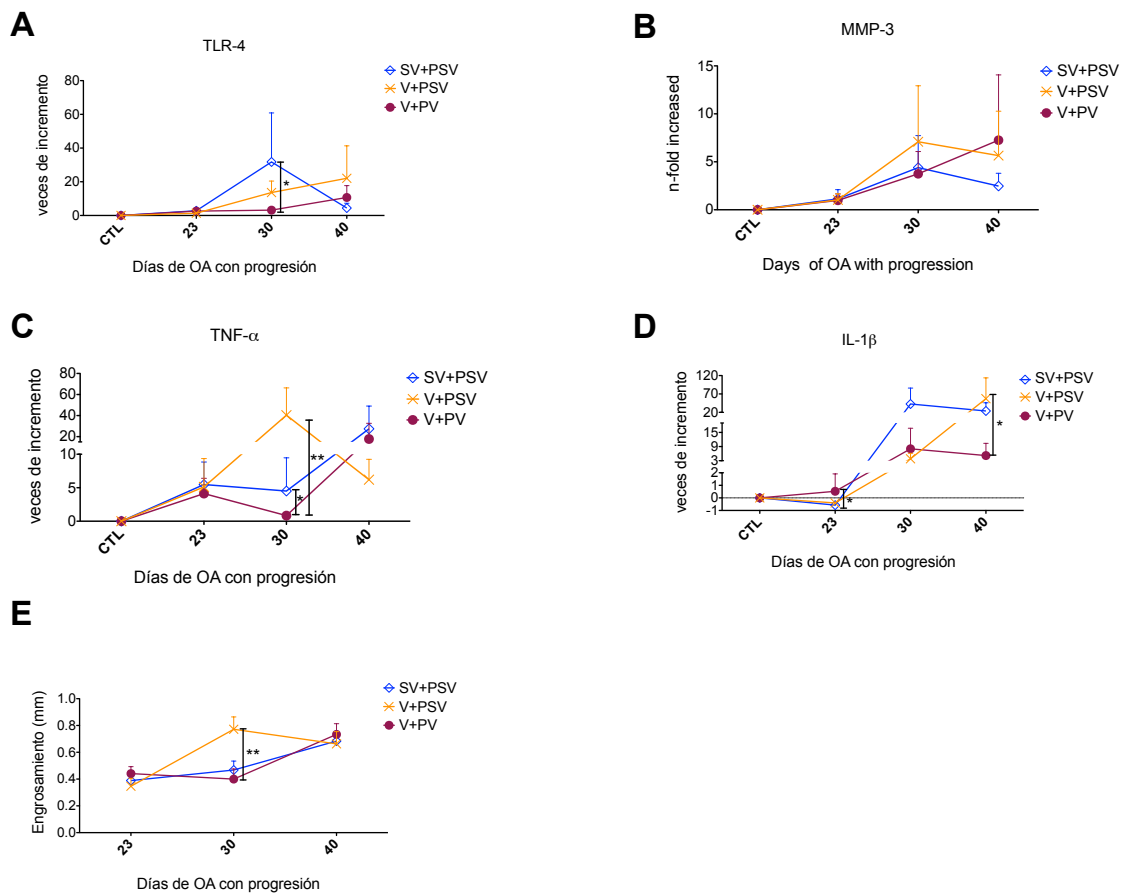 A
TLR-4
veces de incremento
80
60
40
20
0
CTL
23
30
40
*
Días de OA con progresión
SV+PSV
V+PSV
V+PV
B
MMP-3
n-fold increased
15
10
5
0
CTL
23
30
40
Days of OA with progression
SV+PSV
V+PSV
V+PV
C
TNF-α
veces de incremento
80
60
40
20
10
5
0
CTL
23
30
40
*
**
Días de OA con progresión
SV+PSV
V+PSV
V+PV
D
IL-1β
veces de incremento
120
70
20
15
9
3
2
1
0
-1
CTL
23
30
40
*
*
Días de OA con progresión
SV+PSV
V+PSV
V+PV
E
Engrosamiento (mm)
1.0
0.8
0.6
0.4
0.2
0.0
23
30
40
**
Días de OA con progresión
SV+PSV
V+PSV
V+PV